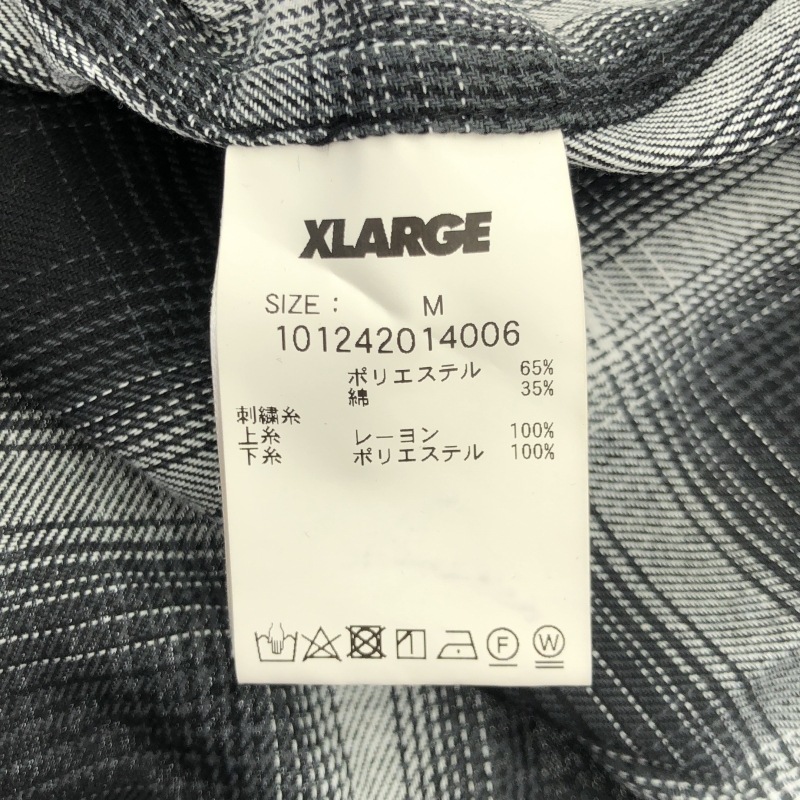 XLARGE
SIZE : M
101242014006
ポリエステル 65%
綿 35%
刺繍糸
上糸 レーヨン 100%
下糸 ポリエステル 100%
F W